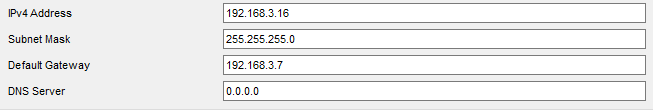 IPv4 Address 192.168.3.16
Subnet Mask 255.255.255.0
Default Gateway 192.168.3.7
DNS Server 0.0.0.0